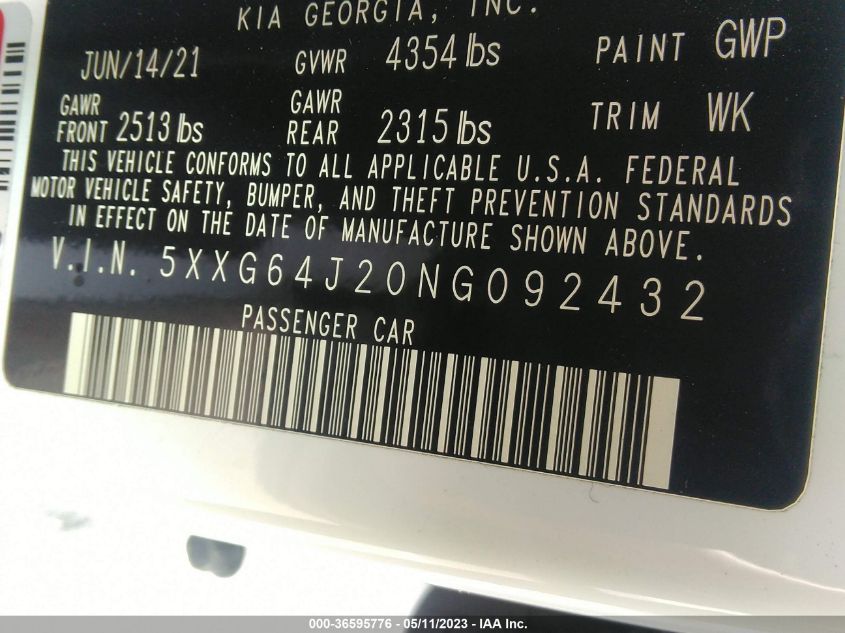 KIA GEORGIA, INC.
JUN/14/21 GVWR 4354 lbs PAINT GWP
GAWR FRONT 2513 lbs GAWR REAR 2315 lbs TRIM WK
THIS VEHICLE CONFORMS TO ALL APPLICABLE U.S.A. FEDERAL
MOTOR VEHICLE SAFETY, BUMPER, AND THEFT PREVENTION STANDARDS
IN EFFECT ON THE DATE OF MANUFACTURE SHOWN ABOVE.
V.I.N. 5XXG64J20NG092432
PASSENGER CAR
000-36595776 - 05/11/2023 - IAA Inc.